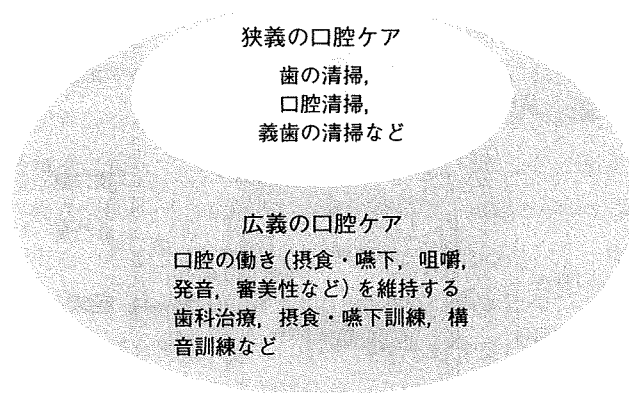 狭義の口腔ケア
歯の清掃，
口腔清掃，
義歯の清掃など
広義の口腔ケア
口腔の働き（摂食・嚥下，咀嚼，
発音，審美性など）を維持する
歯科治療，摂食・嚥下訓練，構
音訓練など